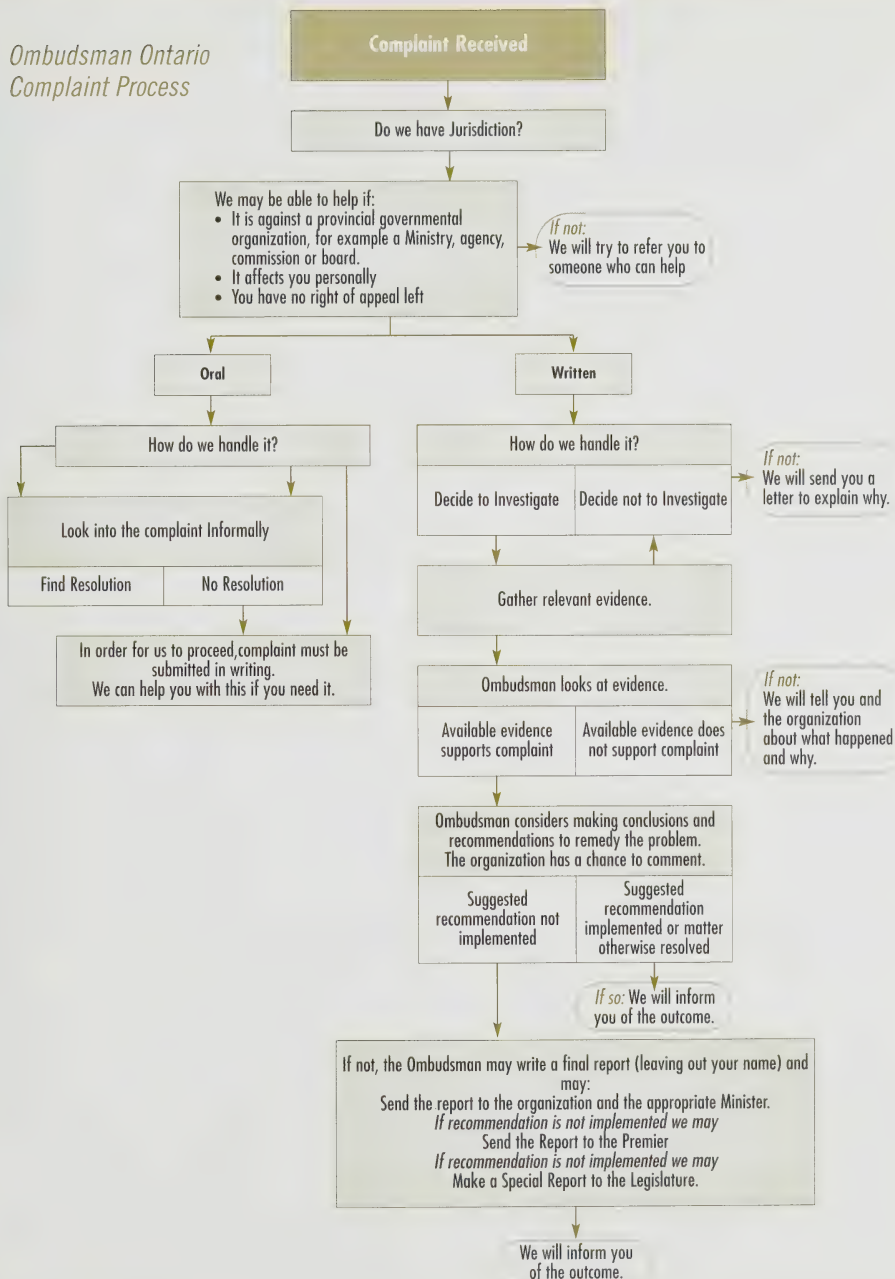 Ombudsman Ontario
Complaint Process
Complaint Received
Do we have Jurisdiction?
We may be able to help if:
• It is against a provincial governmental
organization, for example a Ministry, agency,
commission or board.
• It affects you personally
• You have no right of appeal left
If not:
We will try to refer you to
someone who can help
Oral
How do we handle it?
Look into the complaint Informally
Find Resolution
No Resolution
In order for us to proceed,complaint must be
submitted in writing.
We can help you with this if you need it.
Written
How do we handle it?
Decide to Investigate
Decide not to Investigate
If not:
We will send you a
letter to explain why.
Gather relevant evidence.
Ombudsman looks at evidence.
Available evidence
supports complaint
Available evidence does
not support complaint
If not:
We will tell you and
the organization
about what happened
and why.
Ombudsman considers making conclusions and
recommendations to remedy the problem.
The organization has a chance to comment.
Suggested
recommendation not
implemented
Suggested
recommendation
implemented or matter
otherwise resolved
If so: We will inform
you of the outcome.
If not, the Ombudsman may write a final report (leaving out your name) and
may:
Send the report to the organization and the appropriate Minister.
If recommendation is not implemented we may
Send the Report to the Premier
If recommendation is not implemented we may
Make a Special Report to the Legislature.
We will inform you
of the outcome.